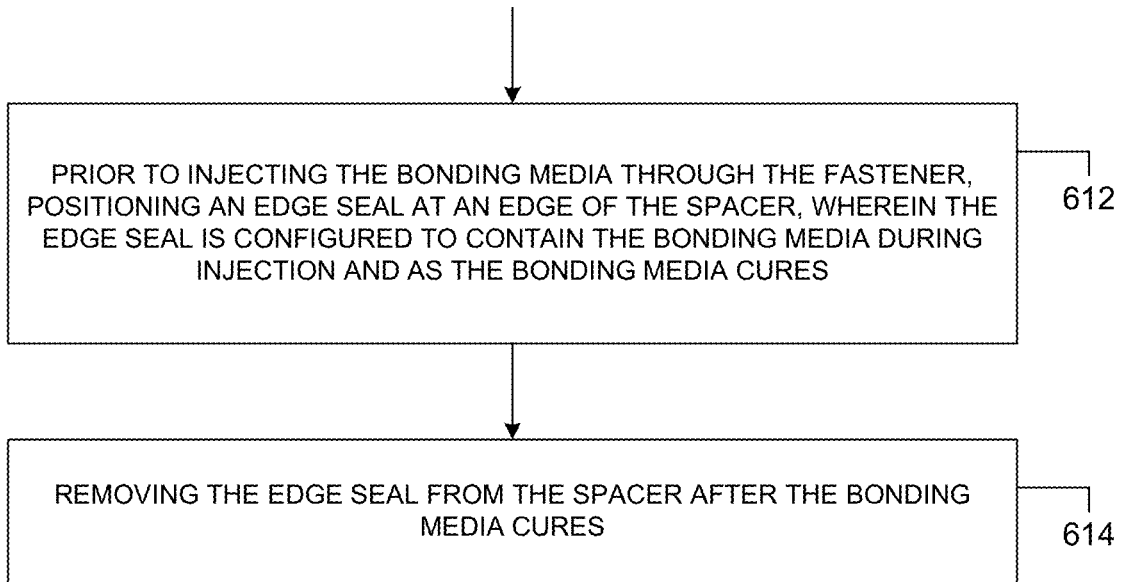 PRIOR TO INJECTING THE BONDING MEDIA THROUGH THE FASTENER,
POSITIONING AN EDGE SEAL AT AN EDGE OF THE SPACER, WHEREIN THE
EDGE SEAL IS CONFIGURED TO CONTAIN THE BONDING MEDIA DURING
INJECTION AND AS THE BONDING MEDIA CURES
612
REMOVING THE EDGE SEAL FROM THE SPACER AFTER THE BONDING
MEDIA CURES
614